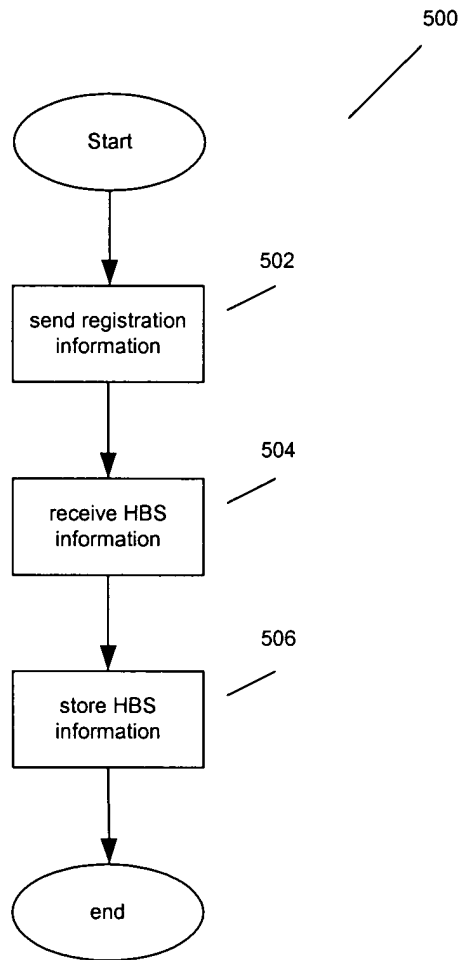 500
Start
502
send registration
information
504
receive HBS
information
506
store HBS
information
end